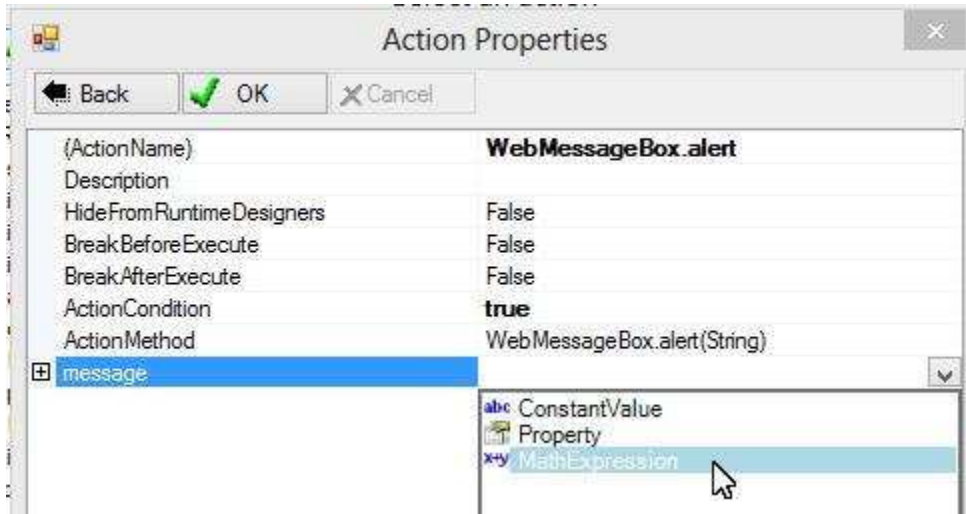 Action Properties
Back OK Cancel
(ActionName) WebMessageBox.alert
Description
HideFromRuntimeDesigners False
BreakBeforeExecute False
BreakAfterExecute False
ActionCondition true
ActionMethod WebMessageBox.alert(String)
message
abc ConstantValue
Property
x+y MathExpression